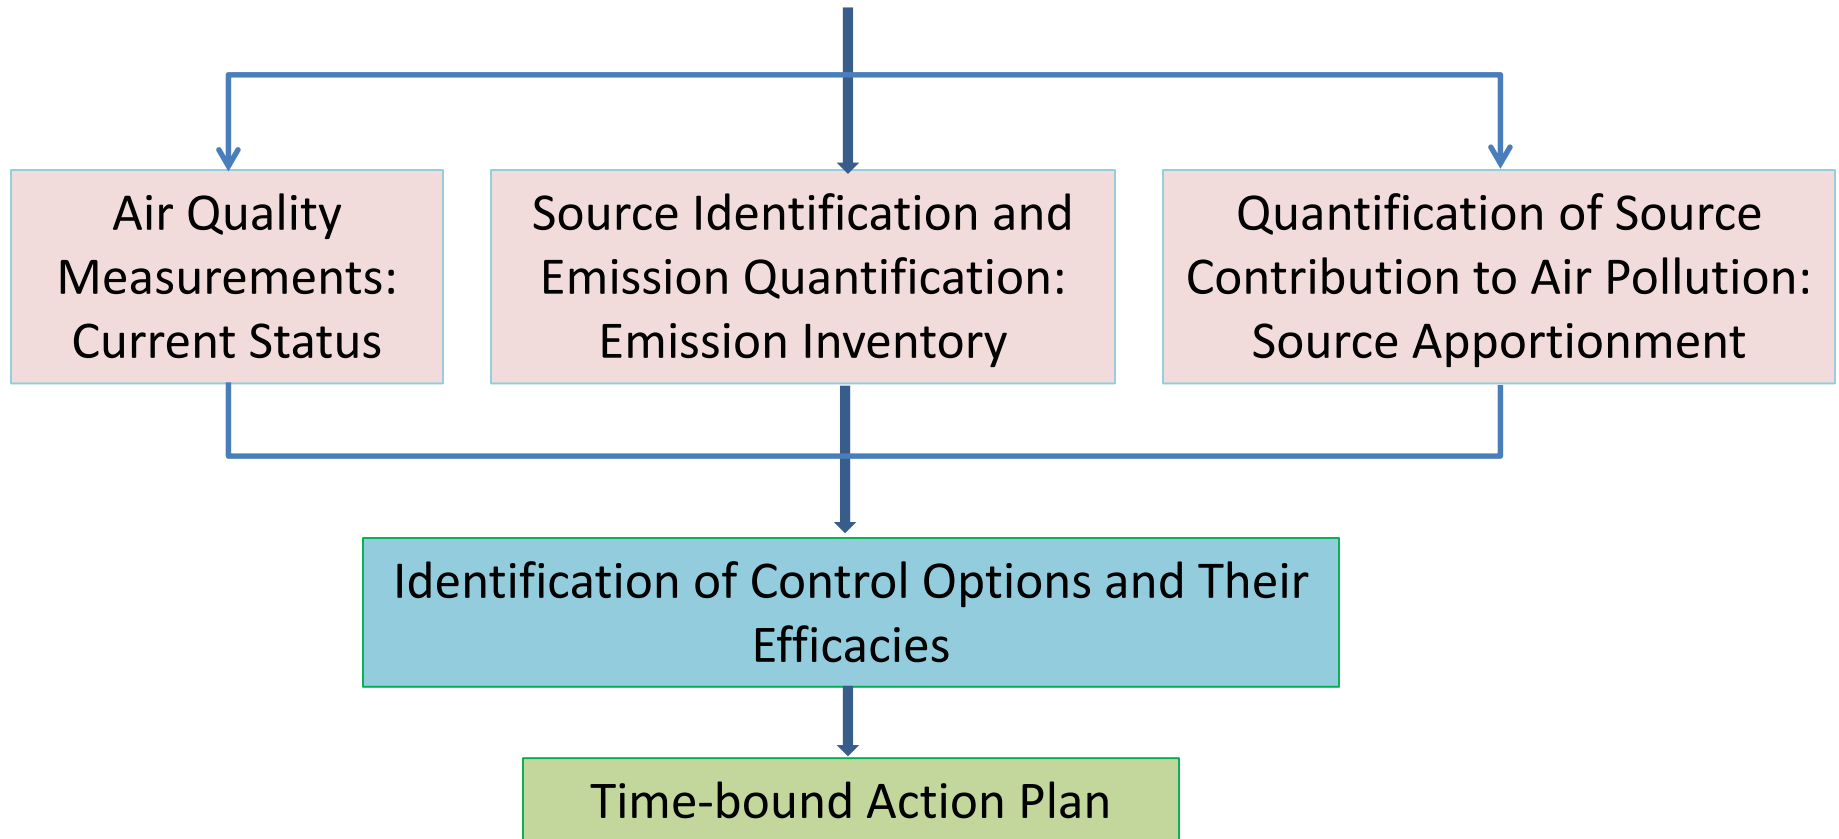 Air Quality
Measurements:
Current Status
Source Identification and
Emission Quantification:
Emission Inventory
Quantification of Source
Contribution to Air Pollution:
Source Apportionment
Identification of Control Options and Their
Efficacies
Time-bound Action Plan